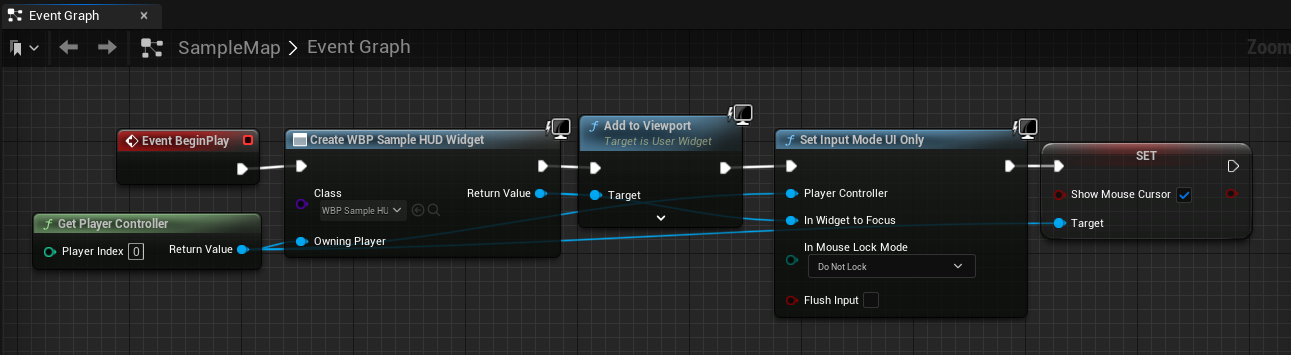 Event Graph
SampleMap > Event Graph
Zoom
Event BeginPlay
Create WBP Sample HUD Widget
Class
WBP Sample HU
Return Value
Owning Player
Add to Viewport
Target is User Widget
Target
Set Input Mode UI Only
Player Controller
In Widget to Focus
In Mouse Lock Mode
Do Not Lock
Flush Input
SET
Show Mouse Cursor
Target
Get Player Controller
Player Index 0
Return Value